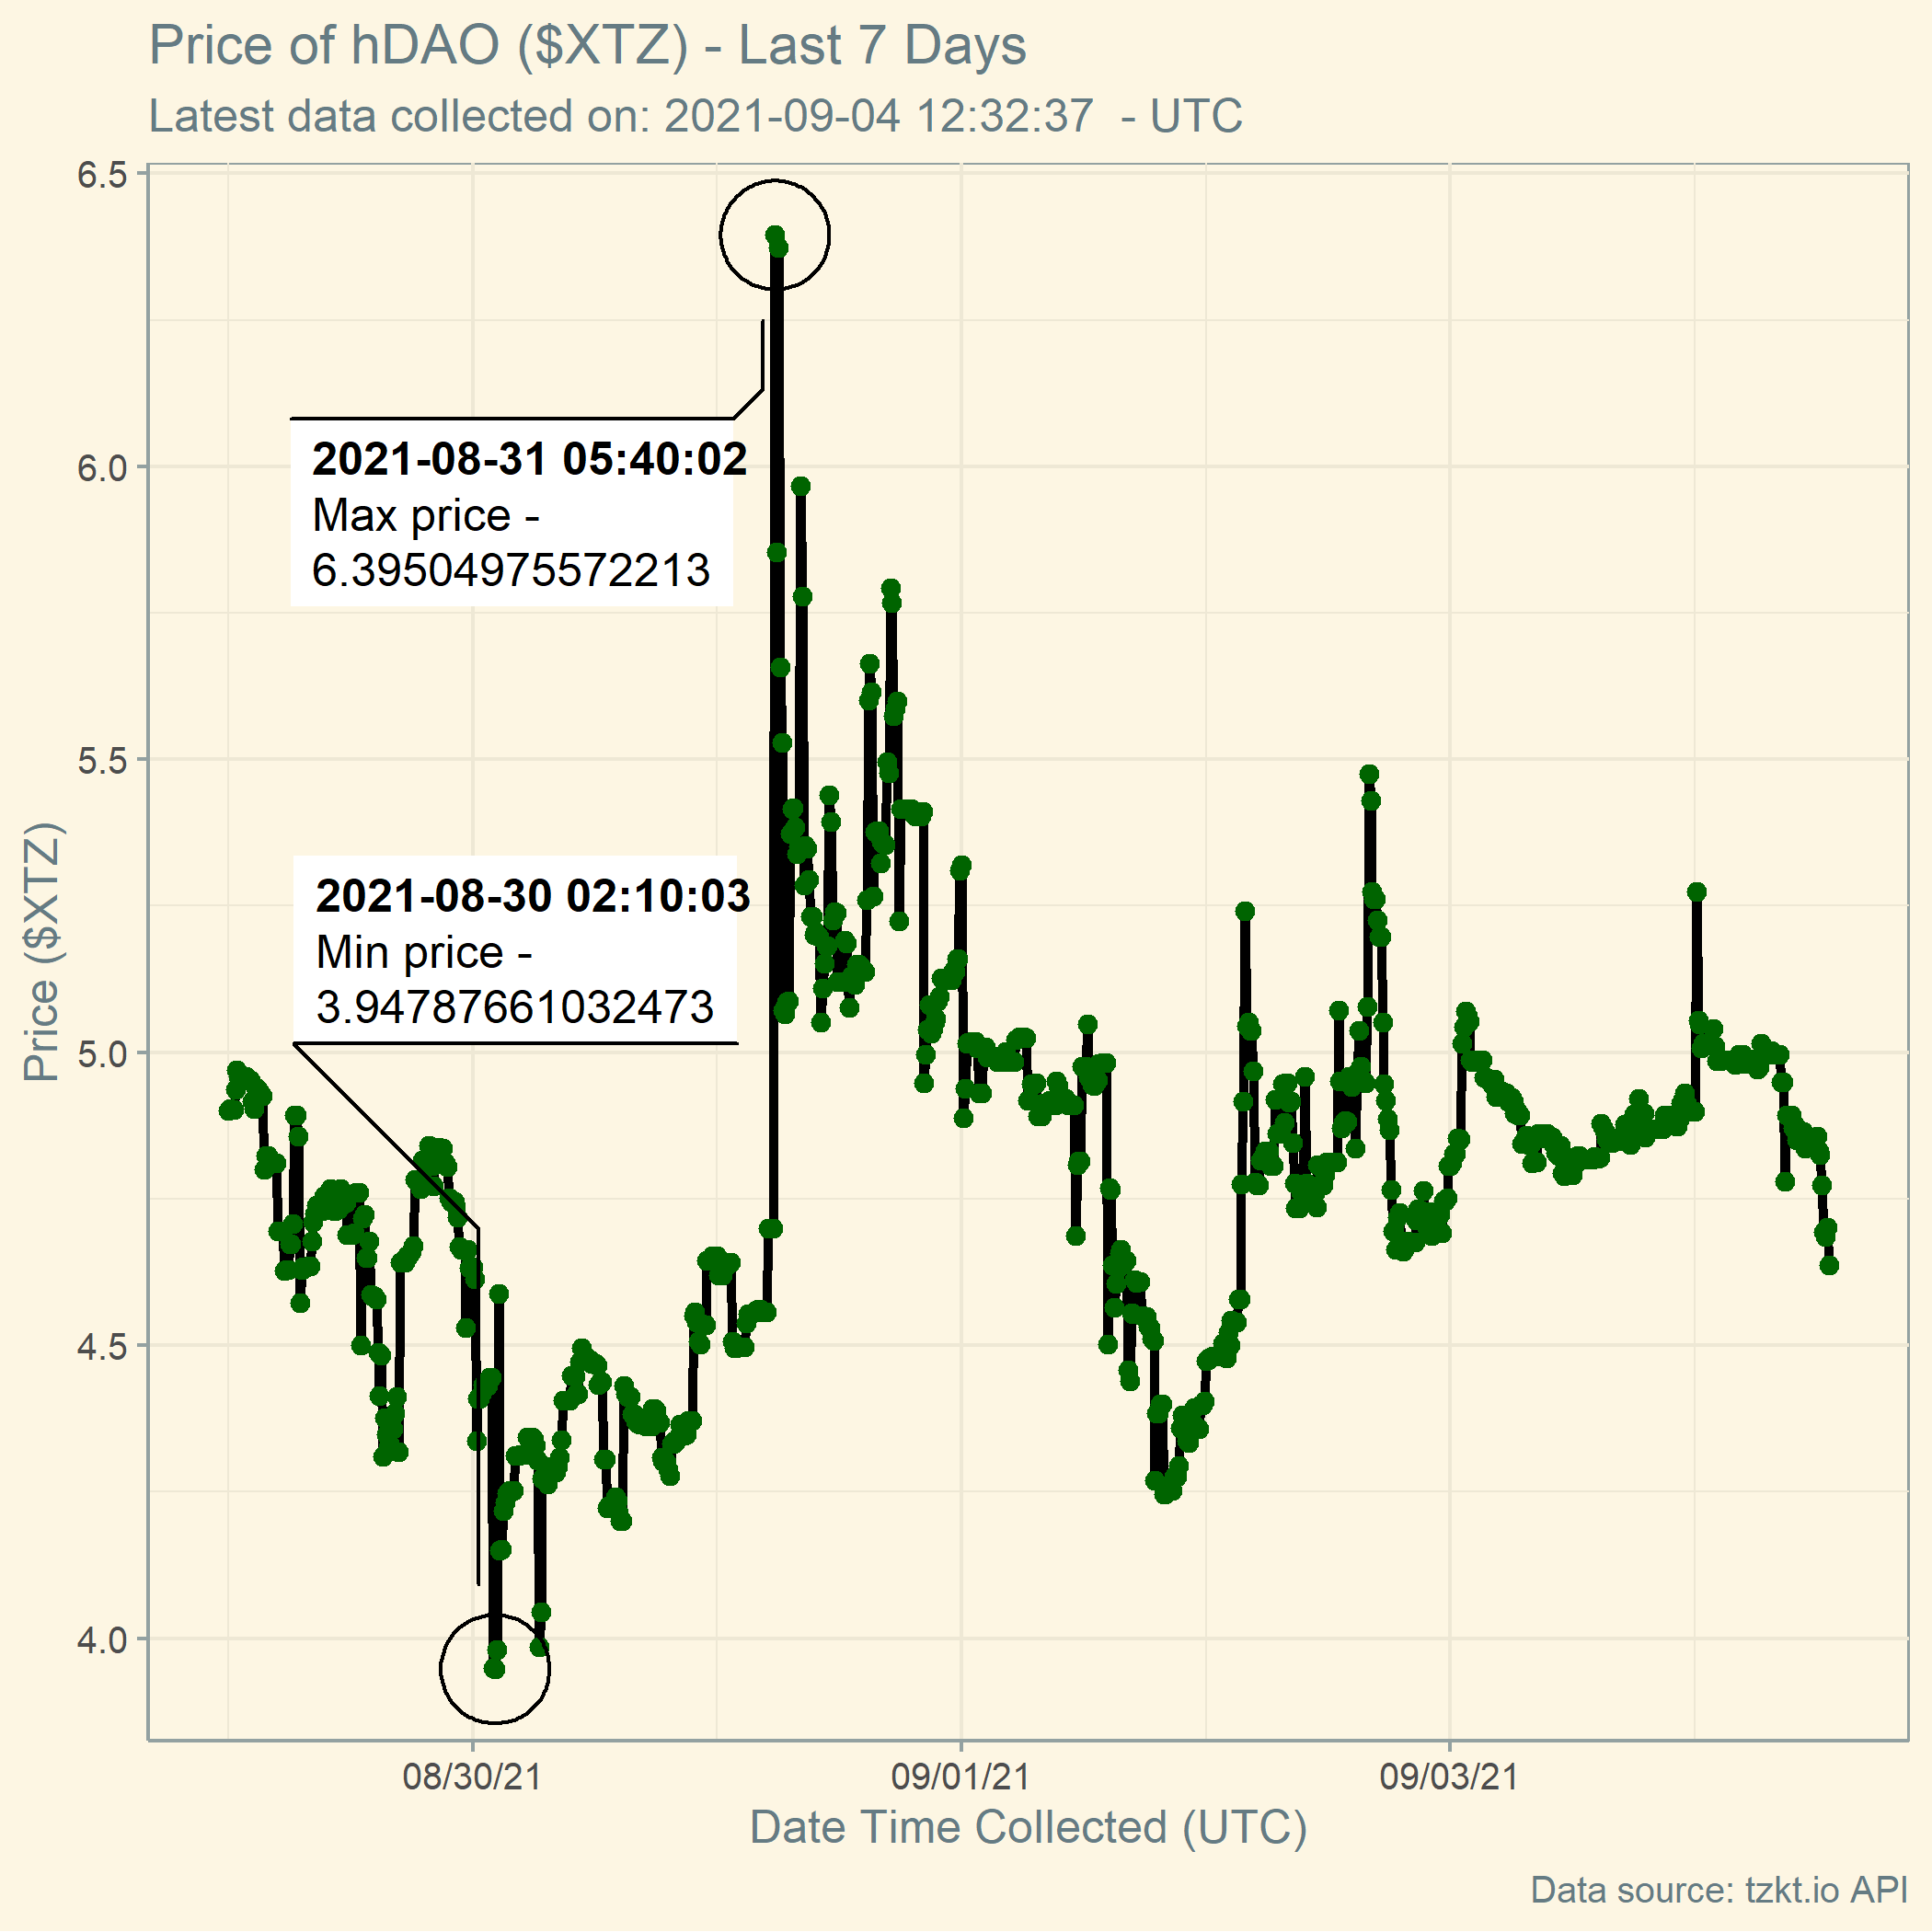 Price of hDAO ($XTZ) - Last 7 Days
Latest data collected on: 2021-09-04 12:32:37  - UTC
6.5
6.0
5.5
5.0
4.5
4.0
Price ($XTZ)
2021-08-31 05:40:02
Max price -
6.39504975572213
2021-08-30 02:10:03
Min price -
3.94787661032473
08/30/21
09/01/21
09/03/21
Date Time Collected (UTC)
Data source: tzkt.io API